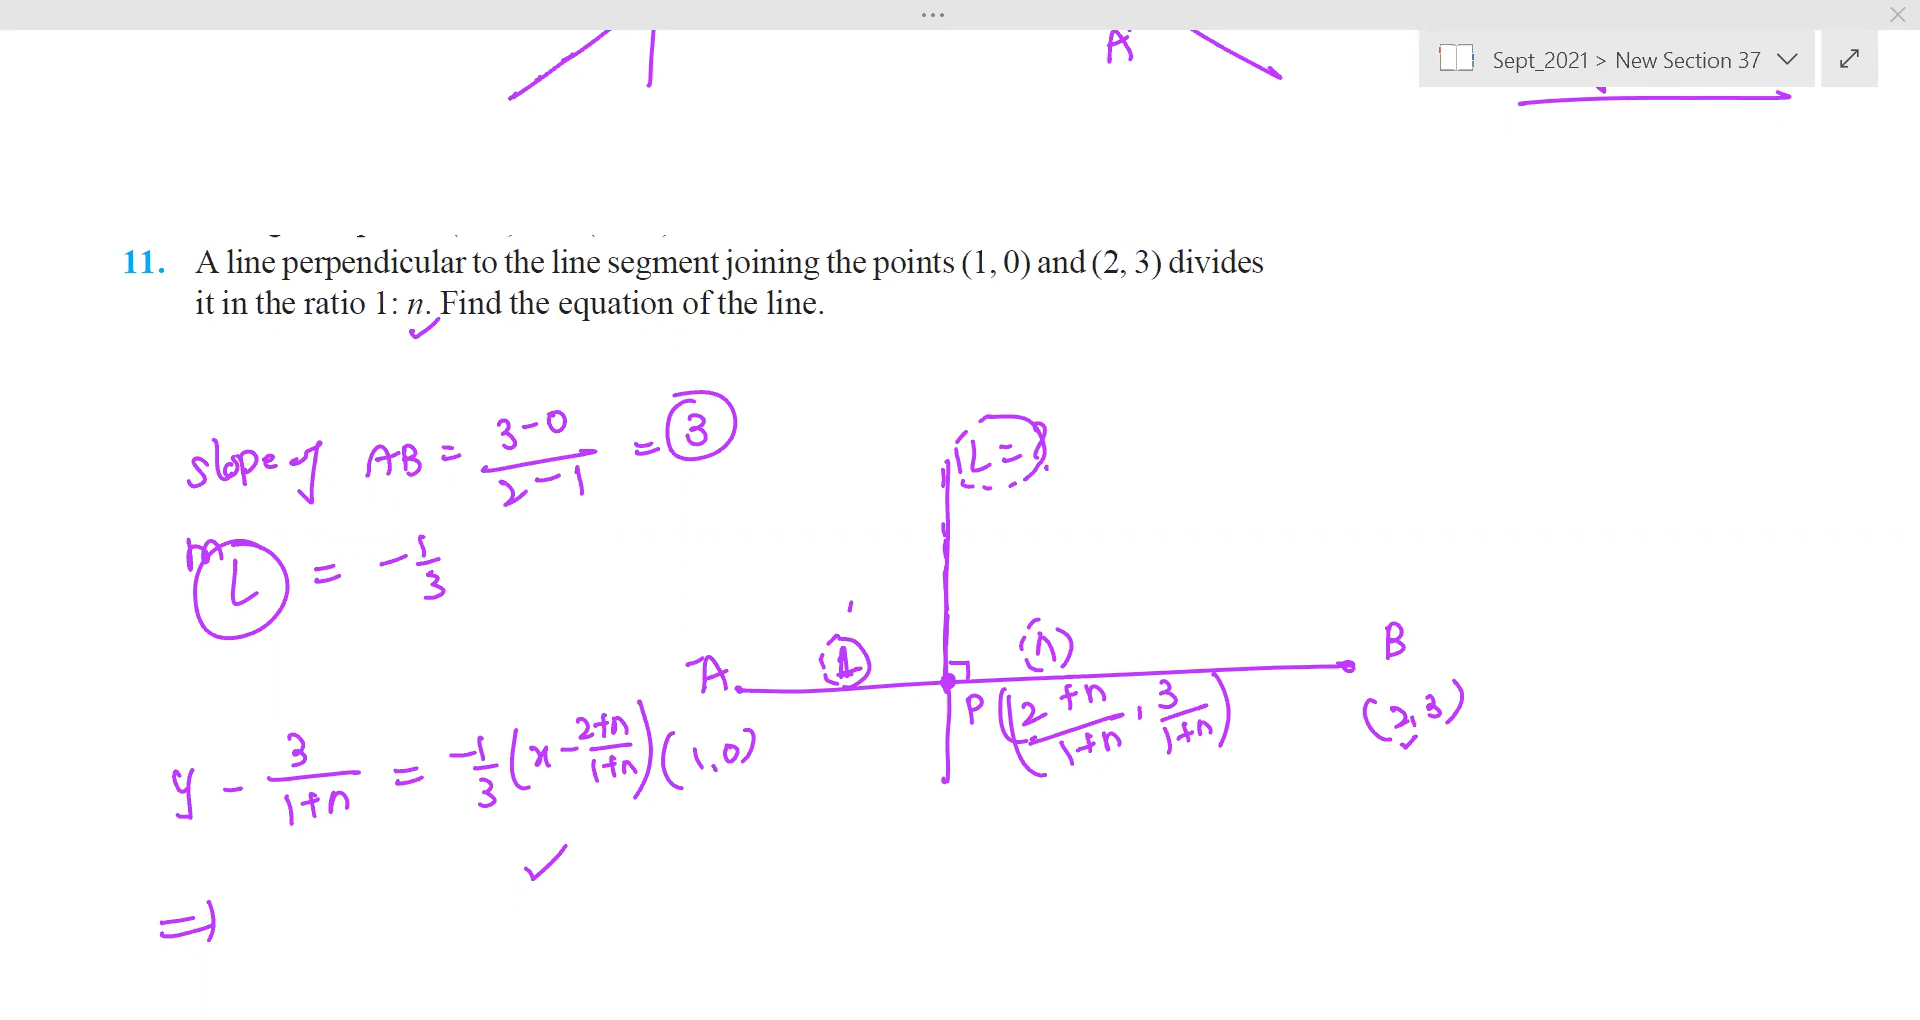 ...
A
Sept_2021 > New Section 37
11. A line perpendicular to the line segment joining the points (1, 0) and (2, 3) divides
it in the ratio 1: n. Find the equation of the line.
slope of AB = 3-0 / 2-1 = 3
m L = -1/3
L = ?
1
n
A
B
P (2+n/1+n, 3/1+n)
(2, 3)
(1, 0)
y - 3/1+n = -1/3 (x - 2+n/1+n)
⇒